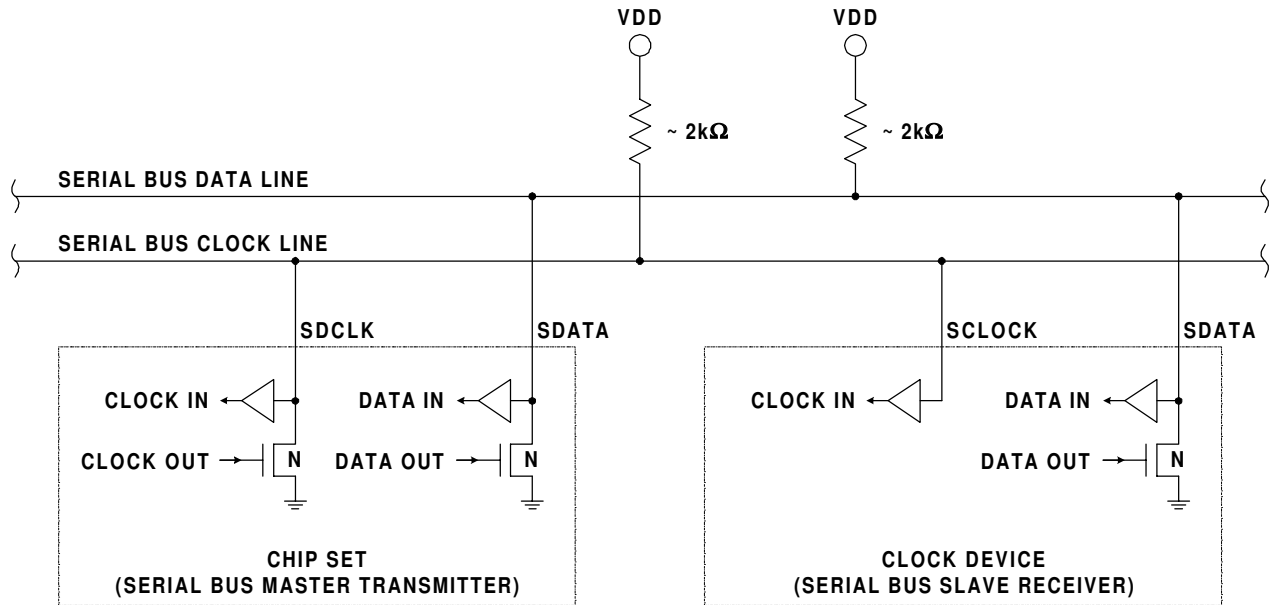 VDD
VDD
~ 2kΩ
~ 2kΩ
SERIAL BUS DATA LINE
SERIAL BUS CLOCK LINE
SDCLK
SDATA
SCLOCK
SDATA
CLOCK IN
DATA IN
CLOCK IN
DATA IN
CLOCK OUT
N
DATA OUT
N
DATA OUT
N
CHIP SET
(SERIAL BUS MASTER TRANSMITTER)
CLOCK DEVICE
(SERIAL BUS SLAVE RECEIVER)